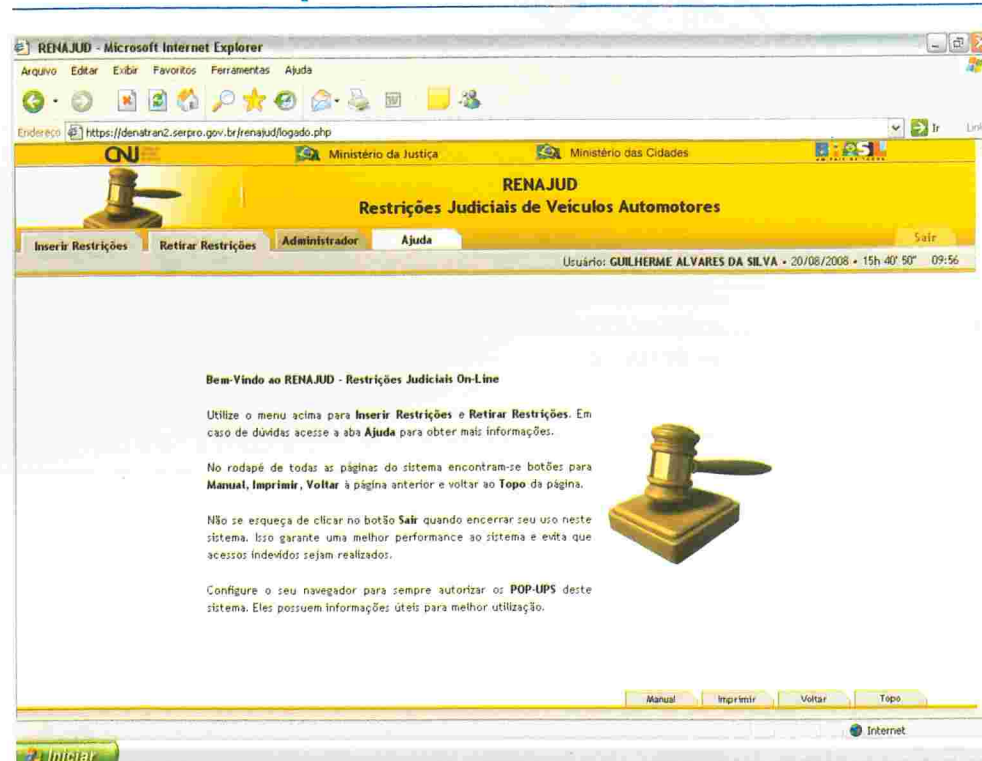 RENAJUD - Microsoft Internet Explorer
Arquivo Editar Exibir Favoritos Ferramentas Ajuda
Endereço https://denatran2.serpro.gov.br/renajud/logado.php Ir Link
CNJ Ministério da Justiça Ministério das Cidades BRASIL
UM PAÍS DE TODOS
RENAJUD
Restrições Judiciais de Veículos Automotores
Inserir Restrições Retirar Restrições Administrador Ajuda Sair
Usuário: GUILHERME ALVARES DA SILVA • 20/08/2008 • 15h 40' 50" 09:56
Bem-Vindo ao RENAJUD - Restrições Judiciais On-Line
Utilize o menu acima para Inserir Restrições e Retirar Restrições. Em
caso de dúvidas acesse a aba Ajuda para obter mais informações.
No rodapé de todas as páginas do sistema encontram-se botões para
Manual, Imprimir, Voltar à página anterior e voltar ao Topo da página.
Não se esqueça de clicar no botão Sair quando encerrar seu uso neste
sistema. Isso garante uma melhor performance ao sistema e evita que
acessos indevidos sejam realizados.
Configure o seu navegador para sempre autorizar os POP-UPS deste
sistema. Eles possuem informações úteis para melhor utilização.
Manual Imprimir Voltar Topo
Internet
Iniciar